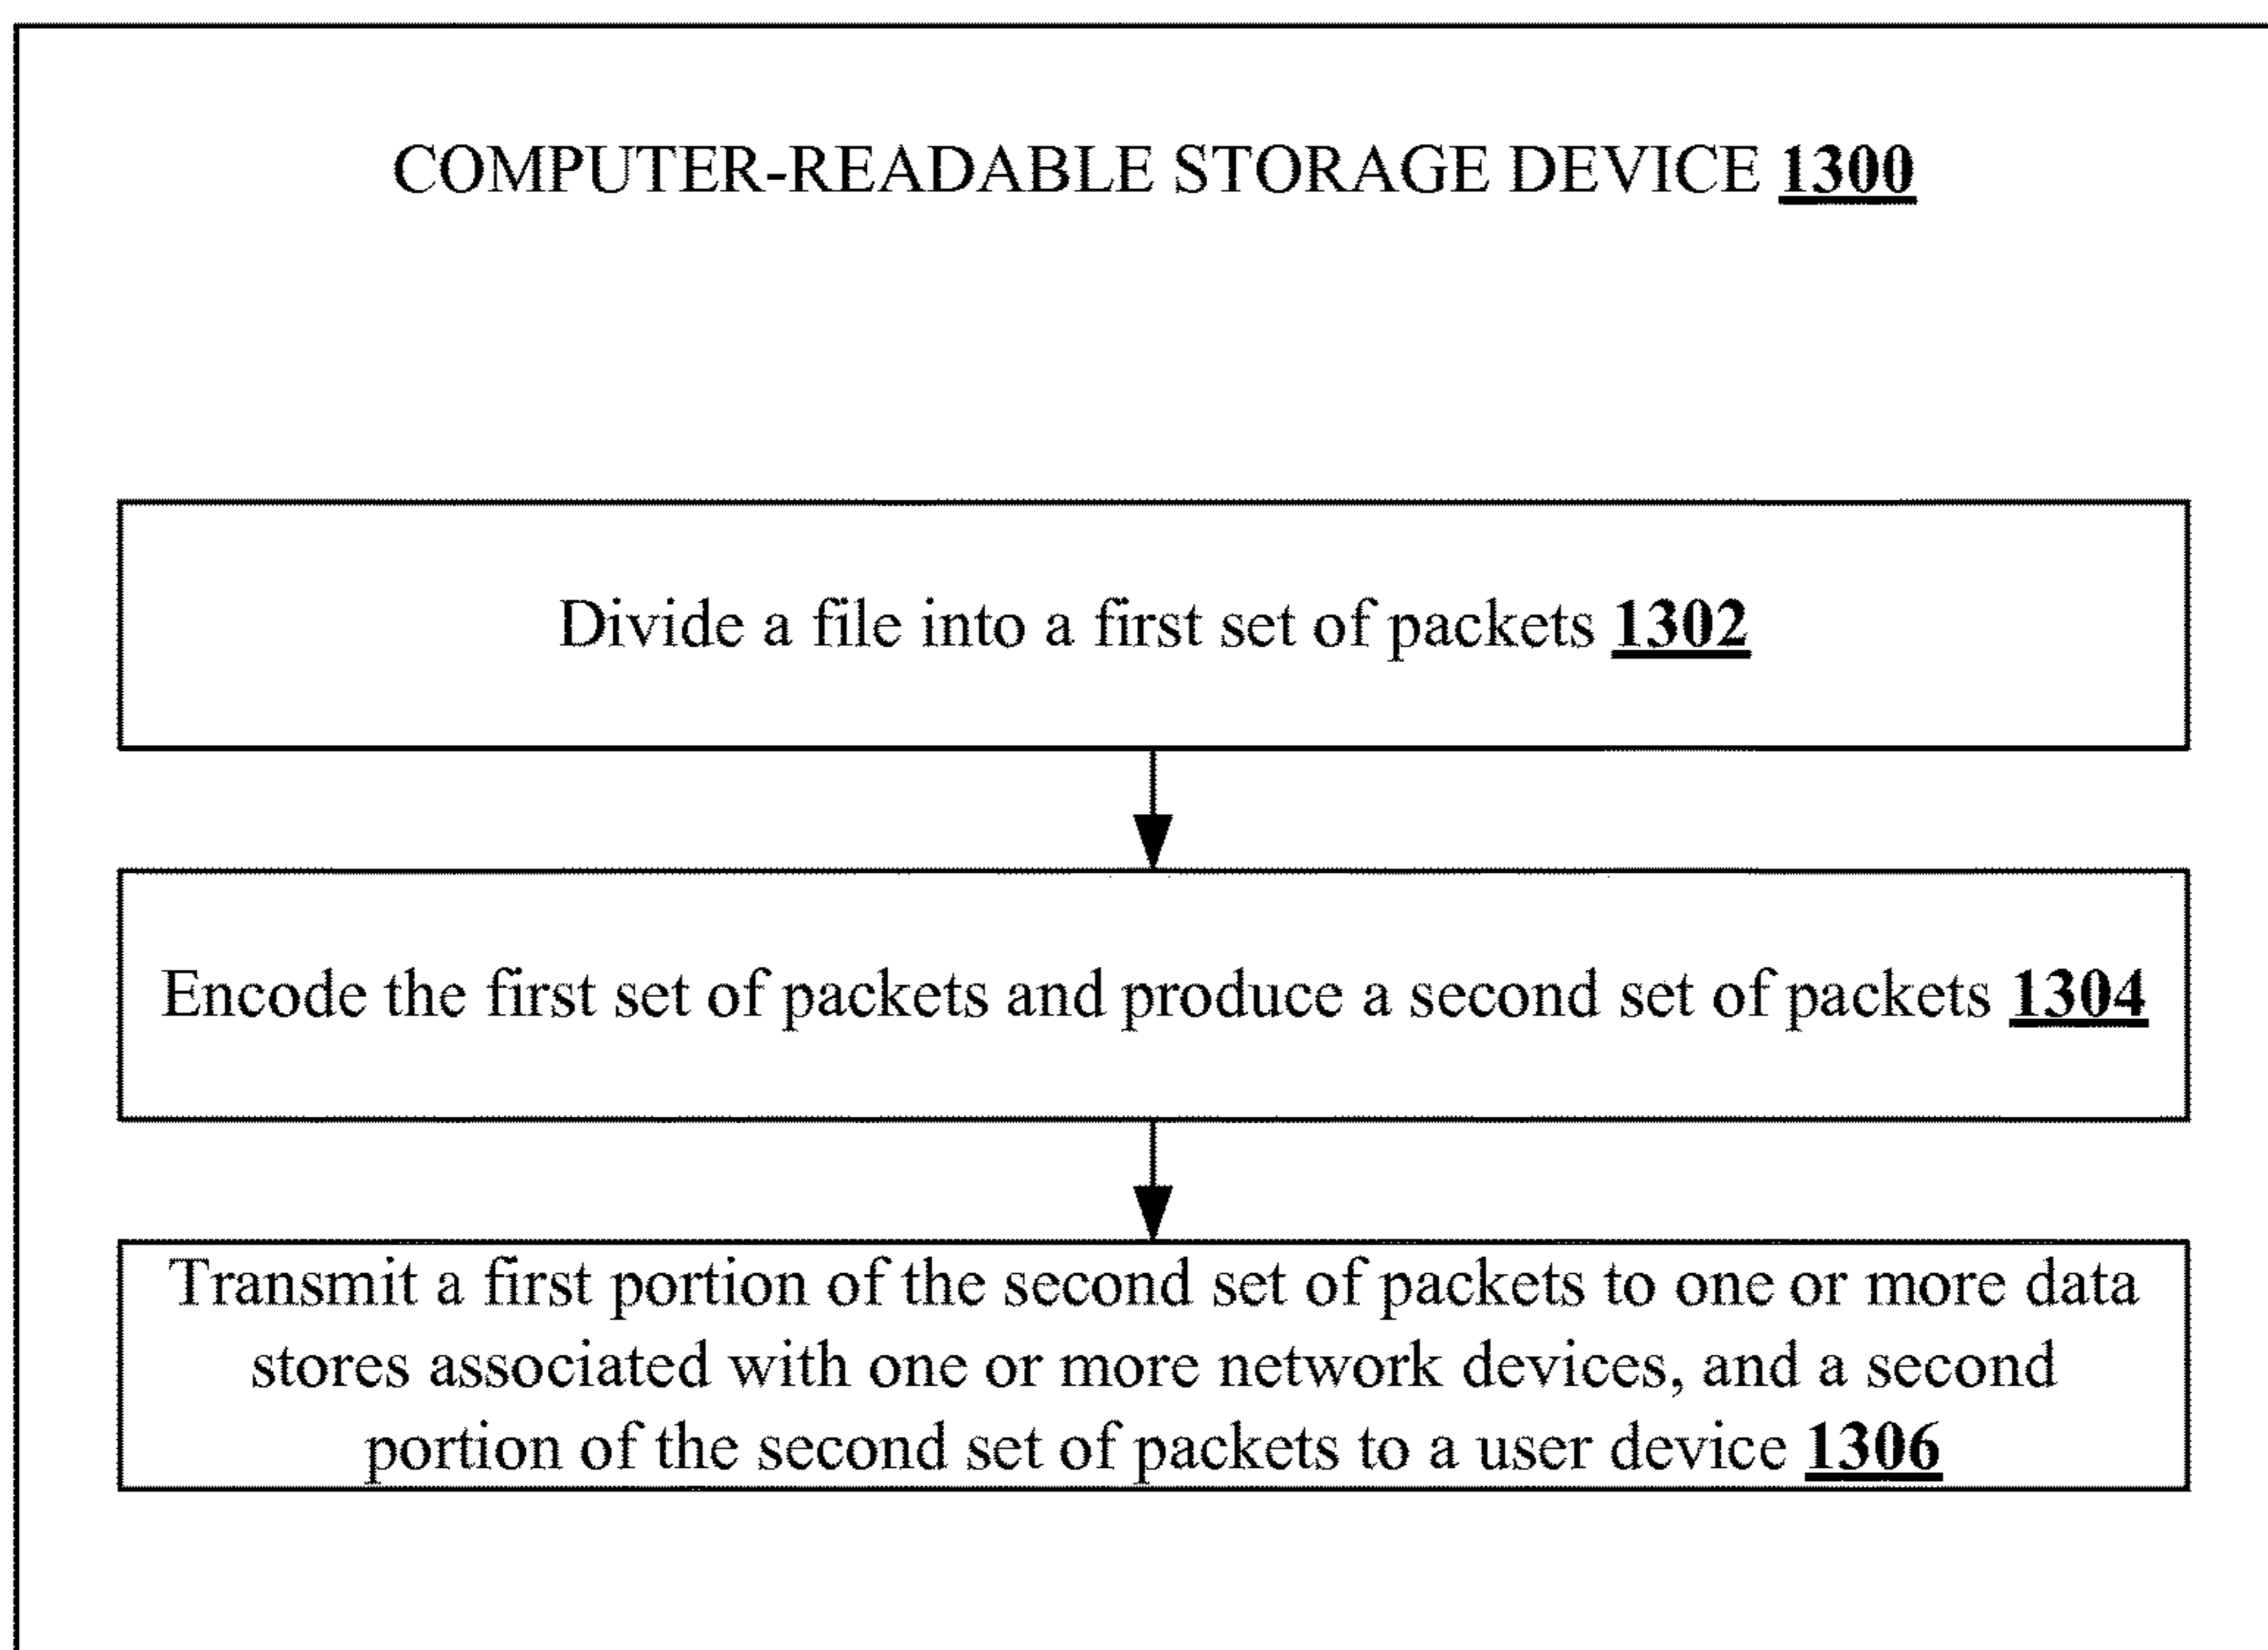 COMPUTER-READABLE STORAGE DEVICE 1300
Divide a file into a first set of packets 1302
Encode the first set of packets and produce a second set of packets 1304
Transmit a first portion of the second set of packets to one or more data
stores associated with one or more network devices, and a second
portion of the second set of packets to a user device 1306